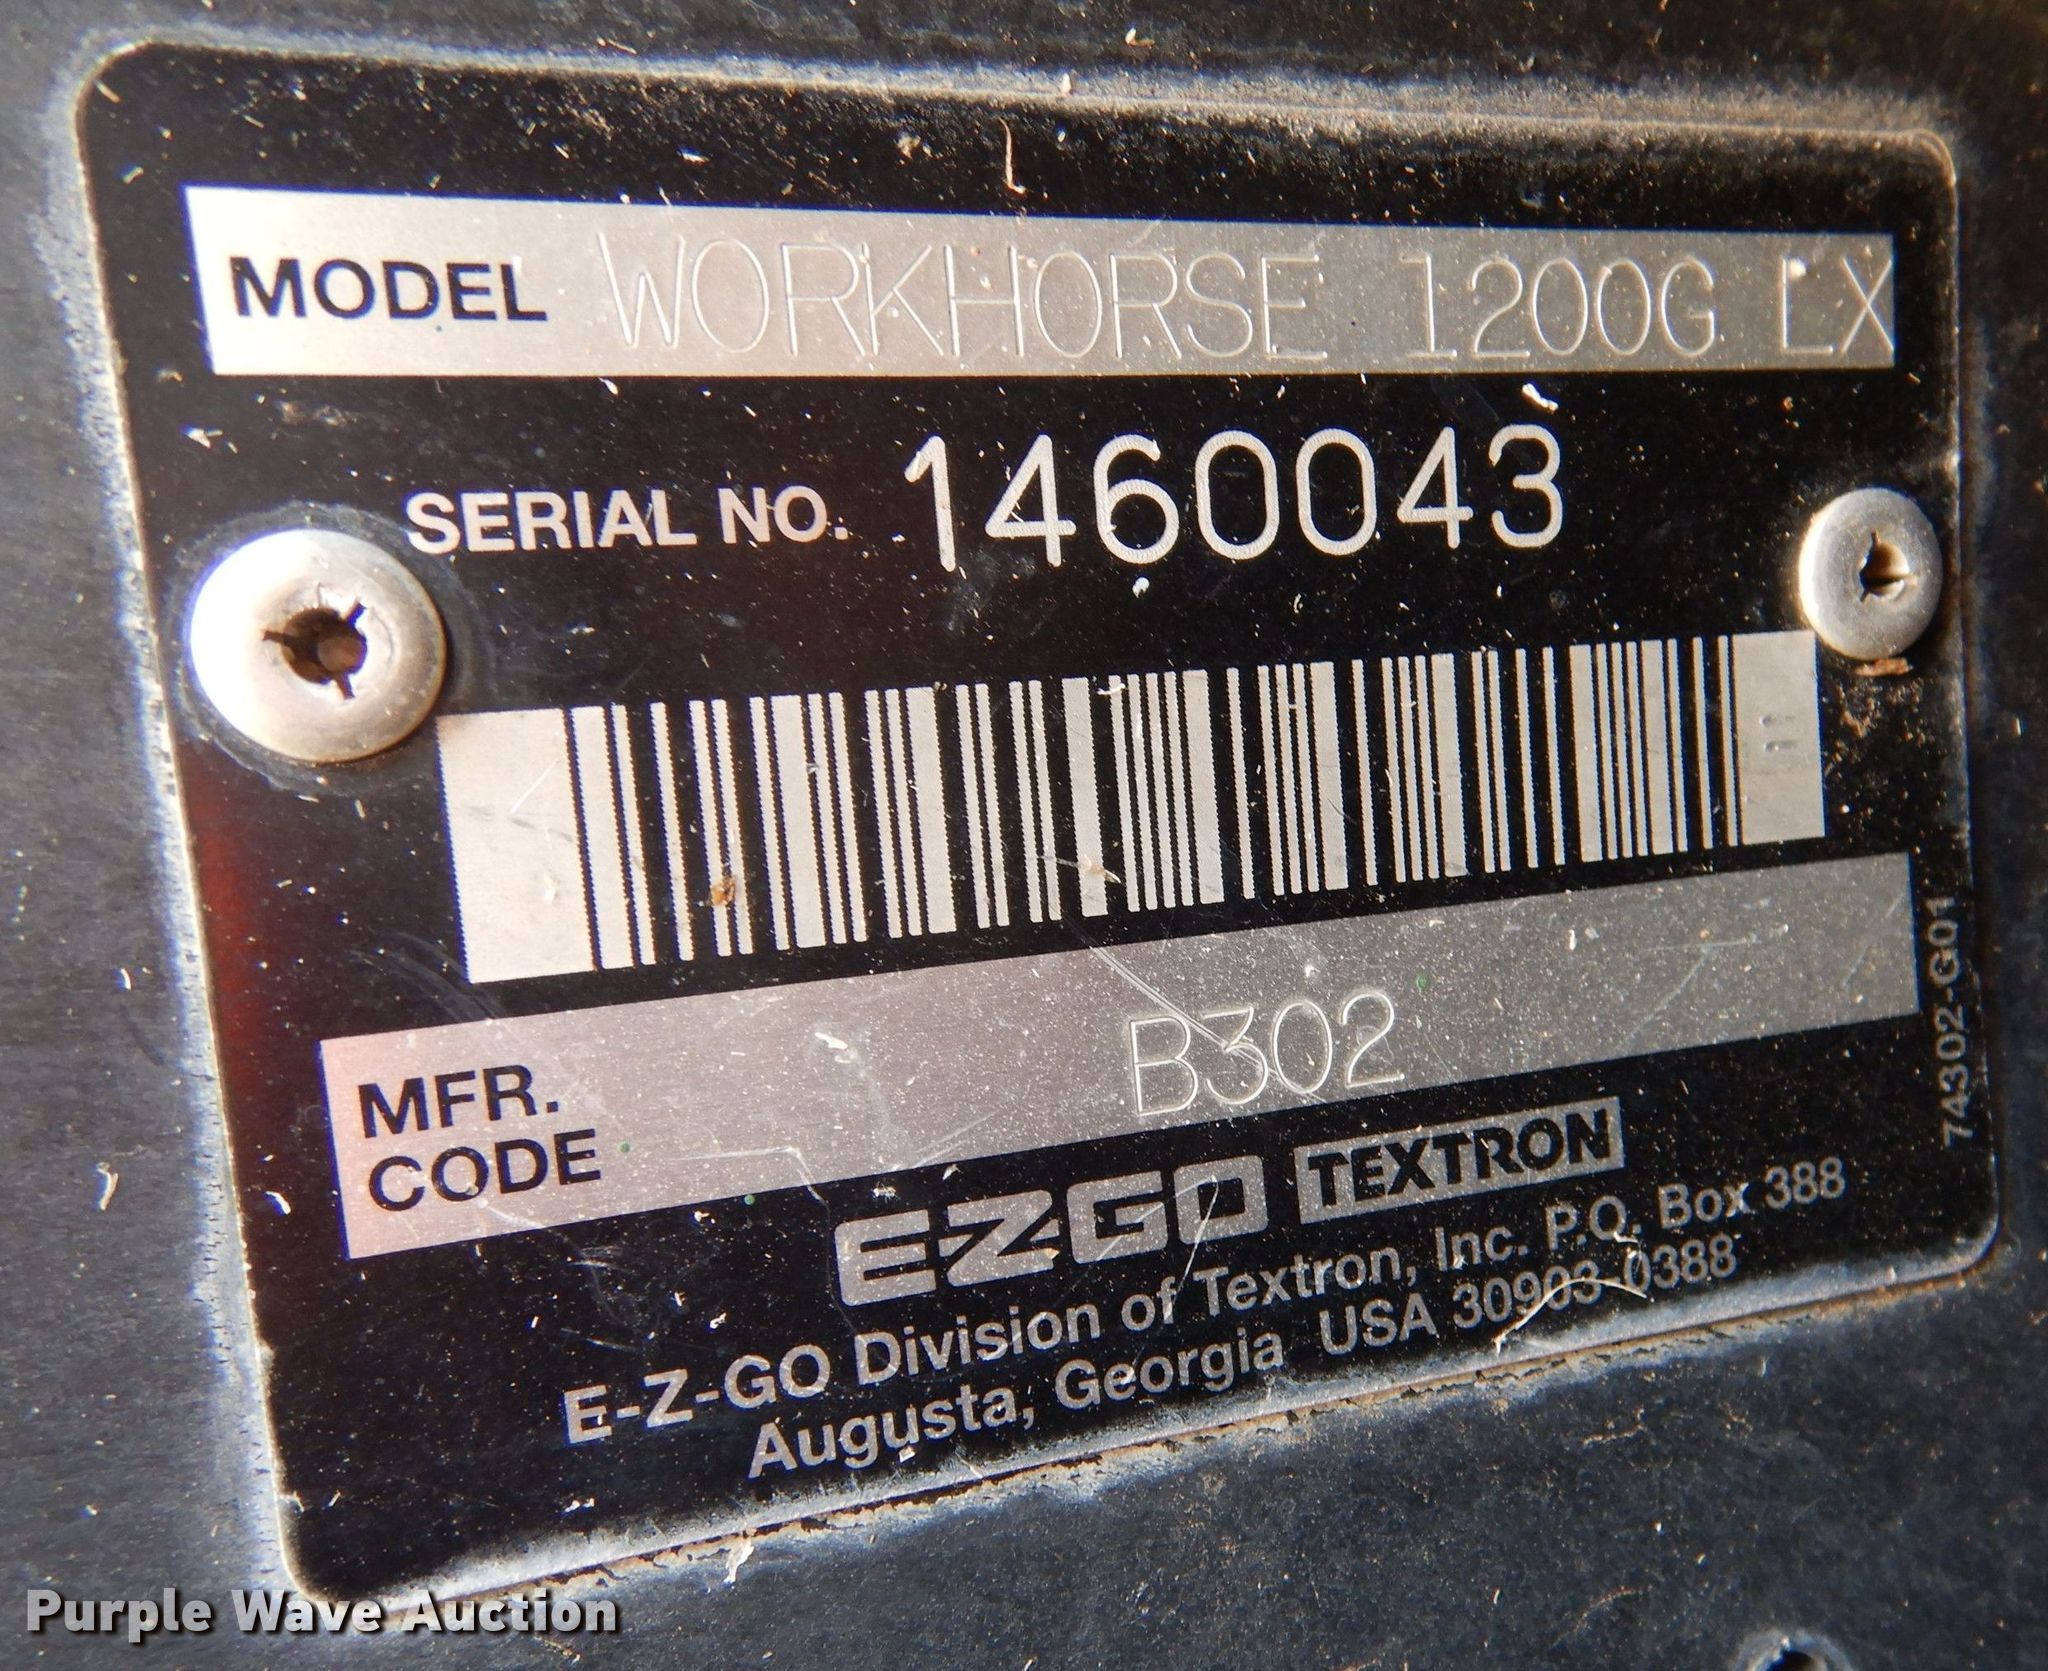 MODEL WORKHORSE 1200G LX
SERIAL NO. 1460043
MFR. CODE B302
E-Z-GO TEXTRON
E-Z-GO Division of Textron, Inc. P.O. Box 388
Augusta, Georgia USA 30903-0388
74302-G01
Purple Wave Auction